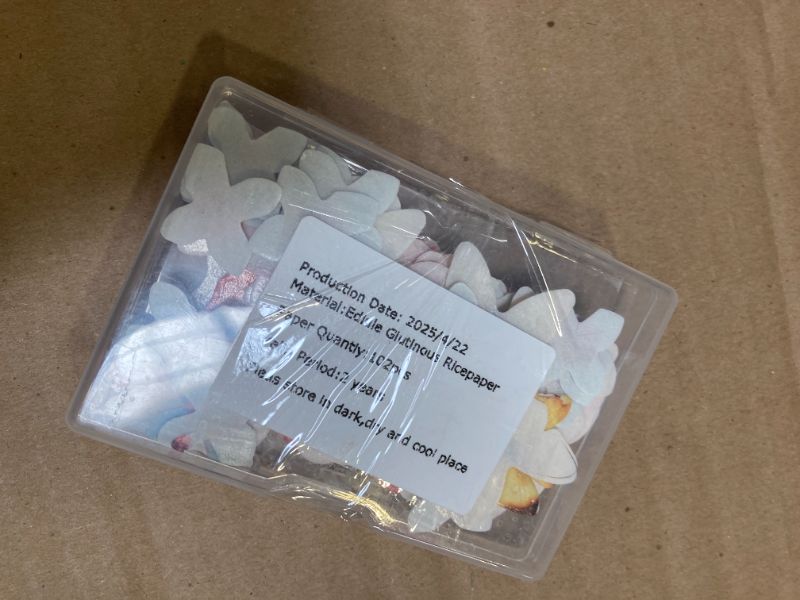 Production Date: 2025/4/22
Material:Edible Glutinous Ricepaper
Paper Quantly:102pcs
Period:2 years
store in dark,dry and cool place